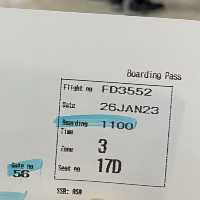 Boarding Pass
Flight no FD3552
Date 26JAN23
Boarding Time 1100
Zone 3
Gate no
56
Seat no 17D
SSR: